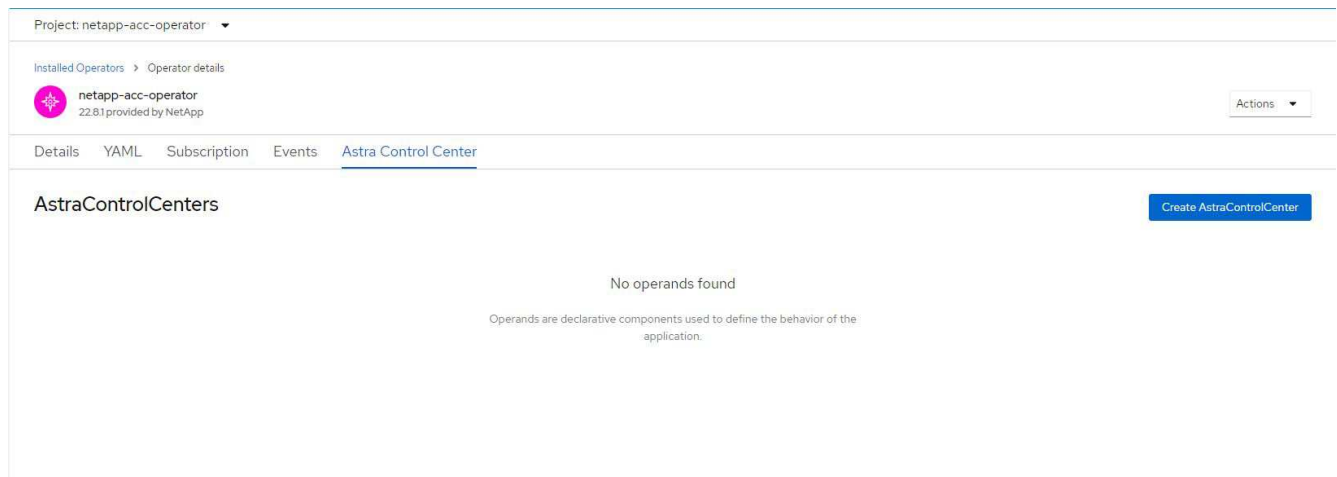 Project: netapp-acc-operator
Installed Operators > Operator details
netapp-acc-operator
22.8.1 provided by NetApp
Actions
Details YAML Subscription Events Astra Control Center
AstraControlCenters
Create AstraControlCenter
No operands found
Operands are declarative components used to define the behavior of the
application.